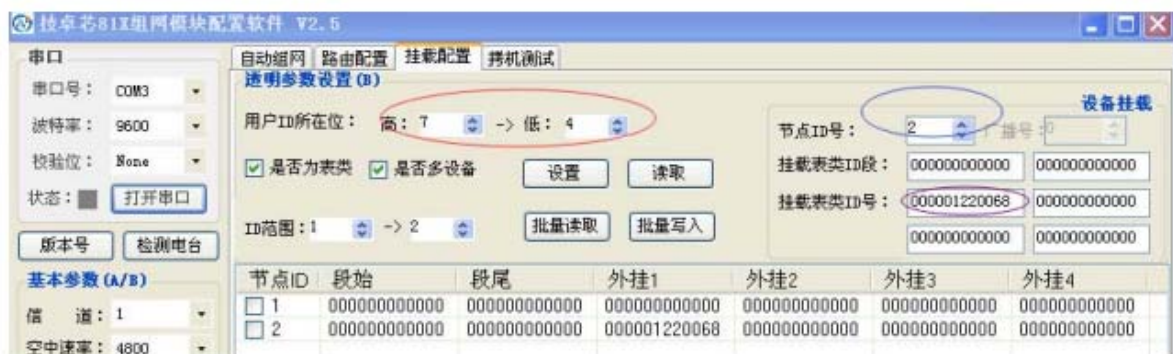 技卓芯81X组网模块配置软件 V2.5
串口
串口号： COM3
波特率： 9600
校验位： None
状态： 打开串口
版本号 检测电台
基本参数(A/B)
信 道： 1
空中速率： 4800
自动组网 路由配置 挂载配置 拷机测试
透明参数设置(B)
用户ID所在位： 高： 7 -> 低： 4
是否为表类 是否多设备 设置 读取
ID范围： 1 -> 2 批量读取 批量写入
设备挂载
节点ID号： 2 广播号： 0
挂载表类ID段： 000000000000 000000000000
挂载表类ID号： 000001220068 000000000000
000000000000 000000000000
节点ID 段始 段尾 外挂1 外挂2 外挂3 外挂4
1 000000000000 000000000000 000000000000 000000000000 000000000000 000000000000
2 000000000000 000000000000 000001220068 000000000000 000000000000 000000000000